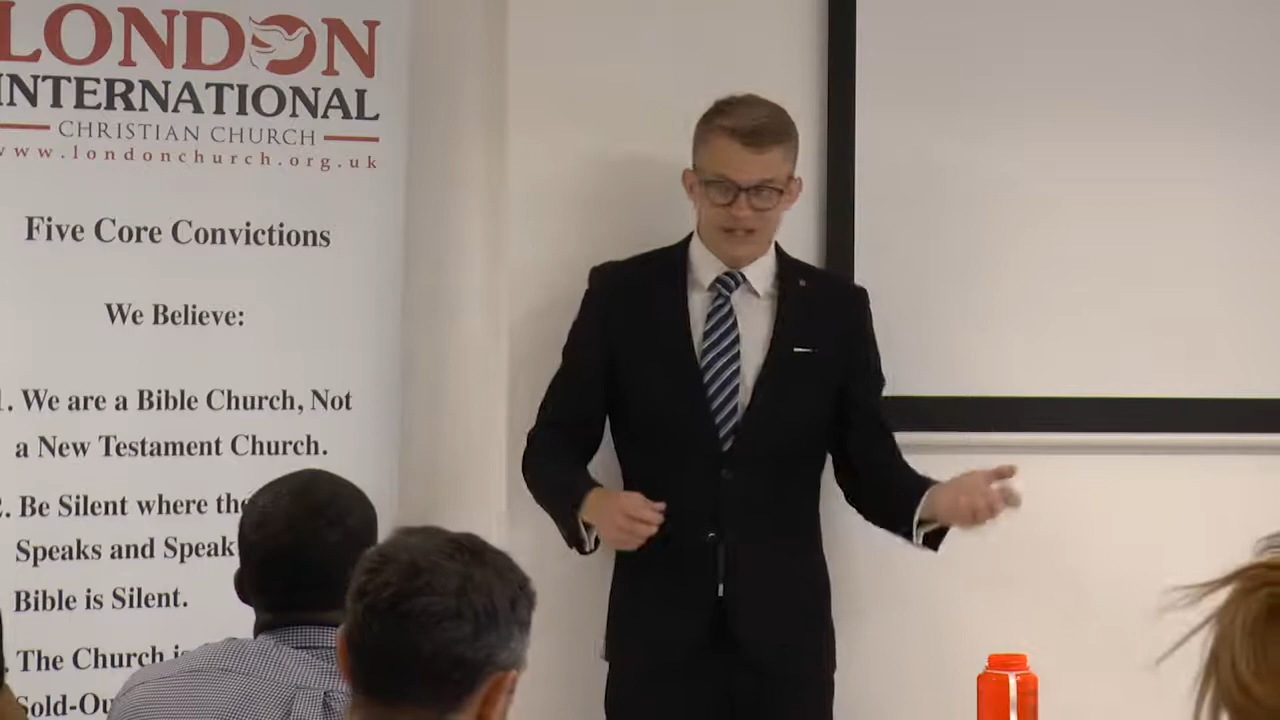 LONDON
INTERNATIONAL
CHRISTIAN CHURCH
www.londonchurch.org.uk
Five Core Convictions
We Believe:
1. We are a Bible Church, Not
a New Testament Church.
2. Be Silent where the
Speaks and Speak
Bible is Silent.
The Church
Sold-Ou